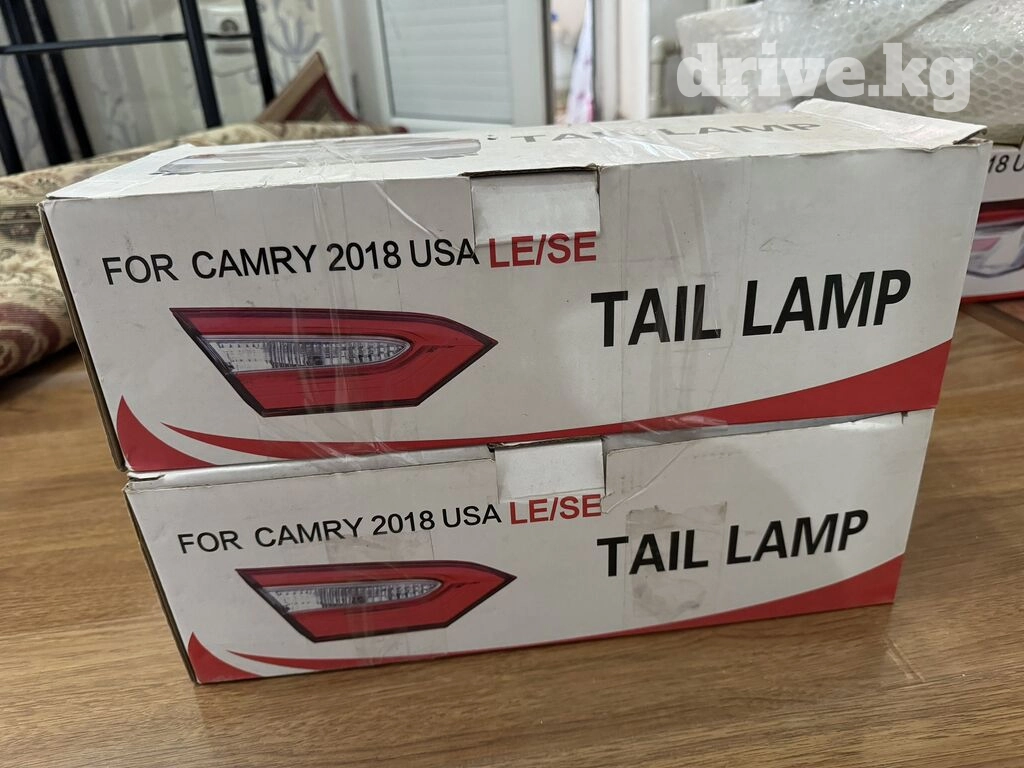 drive.kg
TAIL LAMP
FOR CAMRY 2018 USA LE/SE
TAIL LAMP
FOR CAMRY 2018 USA LE/SE
TAIL LAMP
18 U